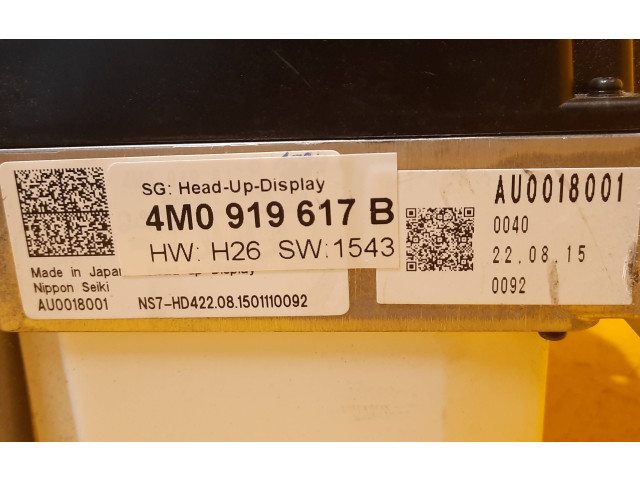 SG: Head-Up-Display
4M0 919 617 B
HW: H26 SW:1543
Made in Japan
Display
Nippon Seiki
AU0018001 NS7-HD422.08.1501110092
AU0018001
0040
22.08.15
0092